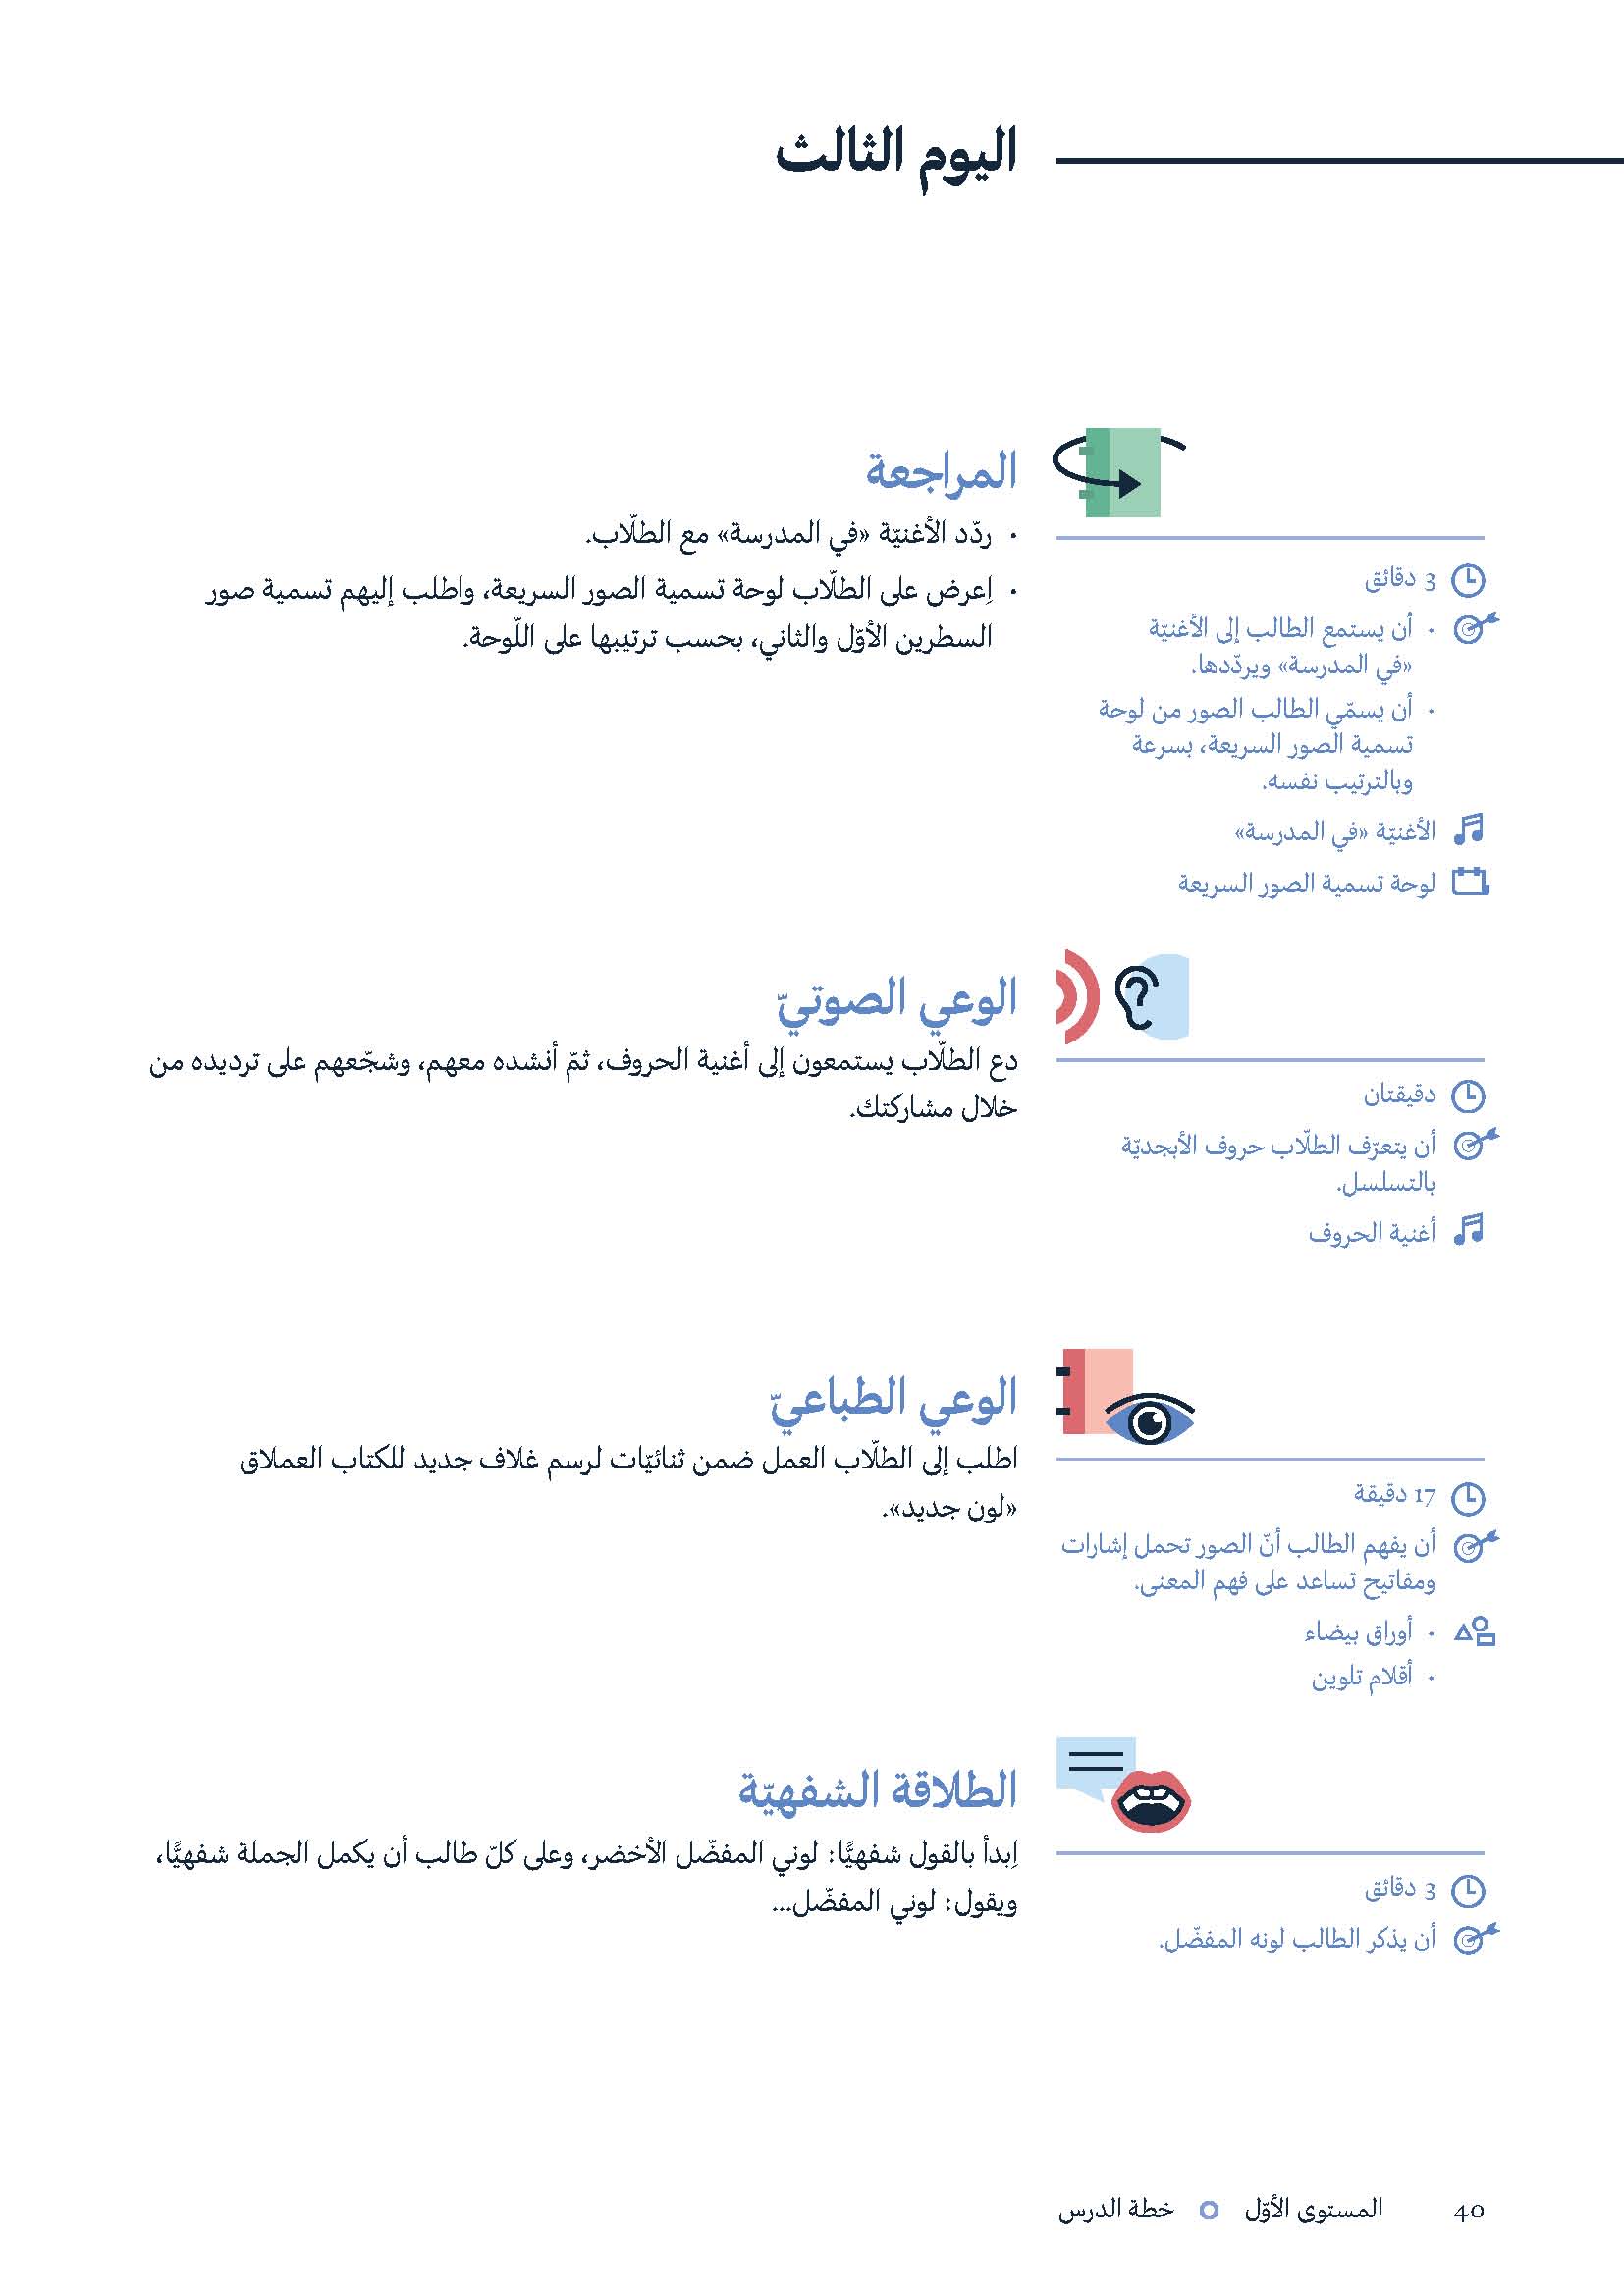 اليوم الثالث
المراجعة
• ردّد الأغنيّة «في المدرسة» مع الطلّاب.
• اِعرض على الطلّاب لوحة تسمية الصور السريعة، واطلب إليهم تسمية صور
السطرين الأوّل والثاني، بحسب ترتيبها على اللّوحة.
3 دقائق
• أن يستمع الطالب إلى الأغنيّة
«في المدرسة» ويردّدها.
• أن يسمّي الطالب الصور من لوحة
تسمية الصور السريعة، بسرعة
وبالترتيب نفسه.
الأغنيّة «في المدرسة»
لوحة تسمية الصور السريعة
الوعي الصوتيّ
دع الطلّاب يستمعون إلى أغنية الحروف، ثمّ أنشده معهم، وشجّعهم على ترديده من
خلال مشاركتك.
دقيقتان
أن يتعرّف الطلّاب حروف الأبجديّة
بالتسلسل.
أغنية الحروف
الوعي الطباعيّ
اطلب إلى الطلّاب العمل ضمن ثنائيّات لرسم غلاف جديد للكتاب العملاق
«لون جديد».
17 دقيقة
أن يفهم الطالب أنّ الصور تحمل إشارات
ومفاتيح تساعد على فهم المعنى.
• أوراق بيضاء
• أقلام تلوين
الطلاقة الشفهيّة
اِبدأ بالقول شفهيًّا: لوني المفضّل الأخضر، وعلى كلّ طالب أن يكمل الجملة شفهيًّا،
ويقول: لوني المفضّل...
3 دقائق
أن يذكر الطالب لونه المفضّل.
40 المستوى الأوّل خطة الدرس